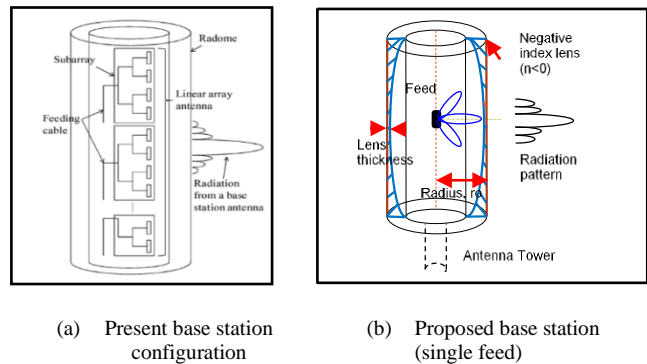 (a)
Radome
Subarray
Linear array
antenna
Feeding
cable
Radiation
from a base
station antenna
(b)
Negative
index lens
(n<0)
Feed
Lens
thickness
Radiation
pattern
Radius, ro
Antenna Tower
(a) Present base station
configuration
(b) Proposed base station
(single feed)